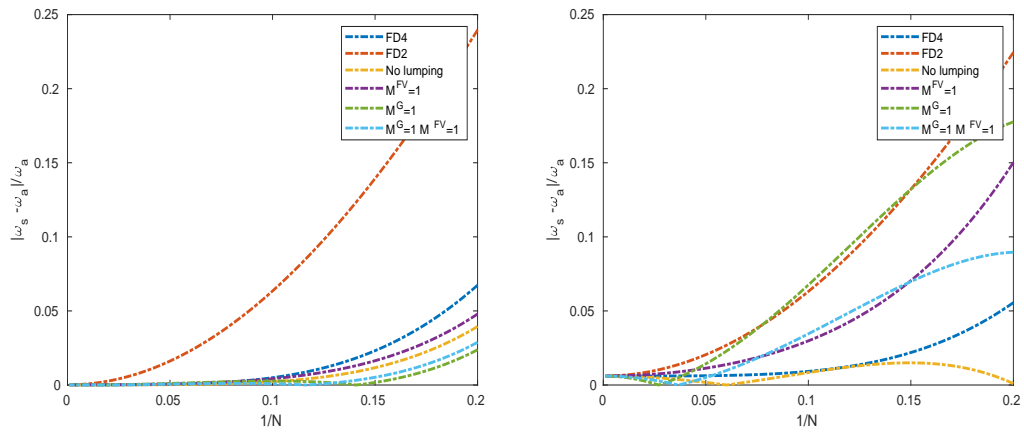 0.25
0.2
0.15
0.1
0.05
0
|ω_s -ω_a|/ω_a
0 0.05 0.1 0.15 0.2
1/N
FD4
FD2
No lumping
M^FV=1
M^G=1
M^G=1 M^FV=1
0.25
0.2
0.15
0.1
0.05
0
|ω_s -ω_a|/ω_a
0 0.05 0.1 0.15 0.2
1/N
FD4
FD2
No lumping
M^FV=1
M^G=1
M^G=1 M^FV=1